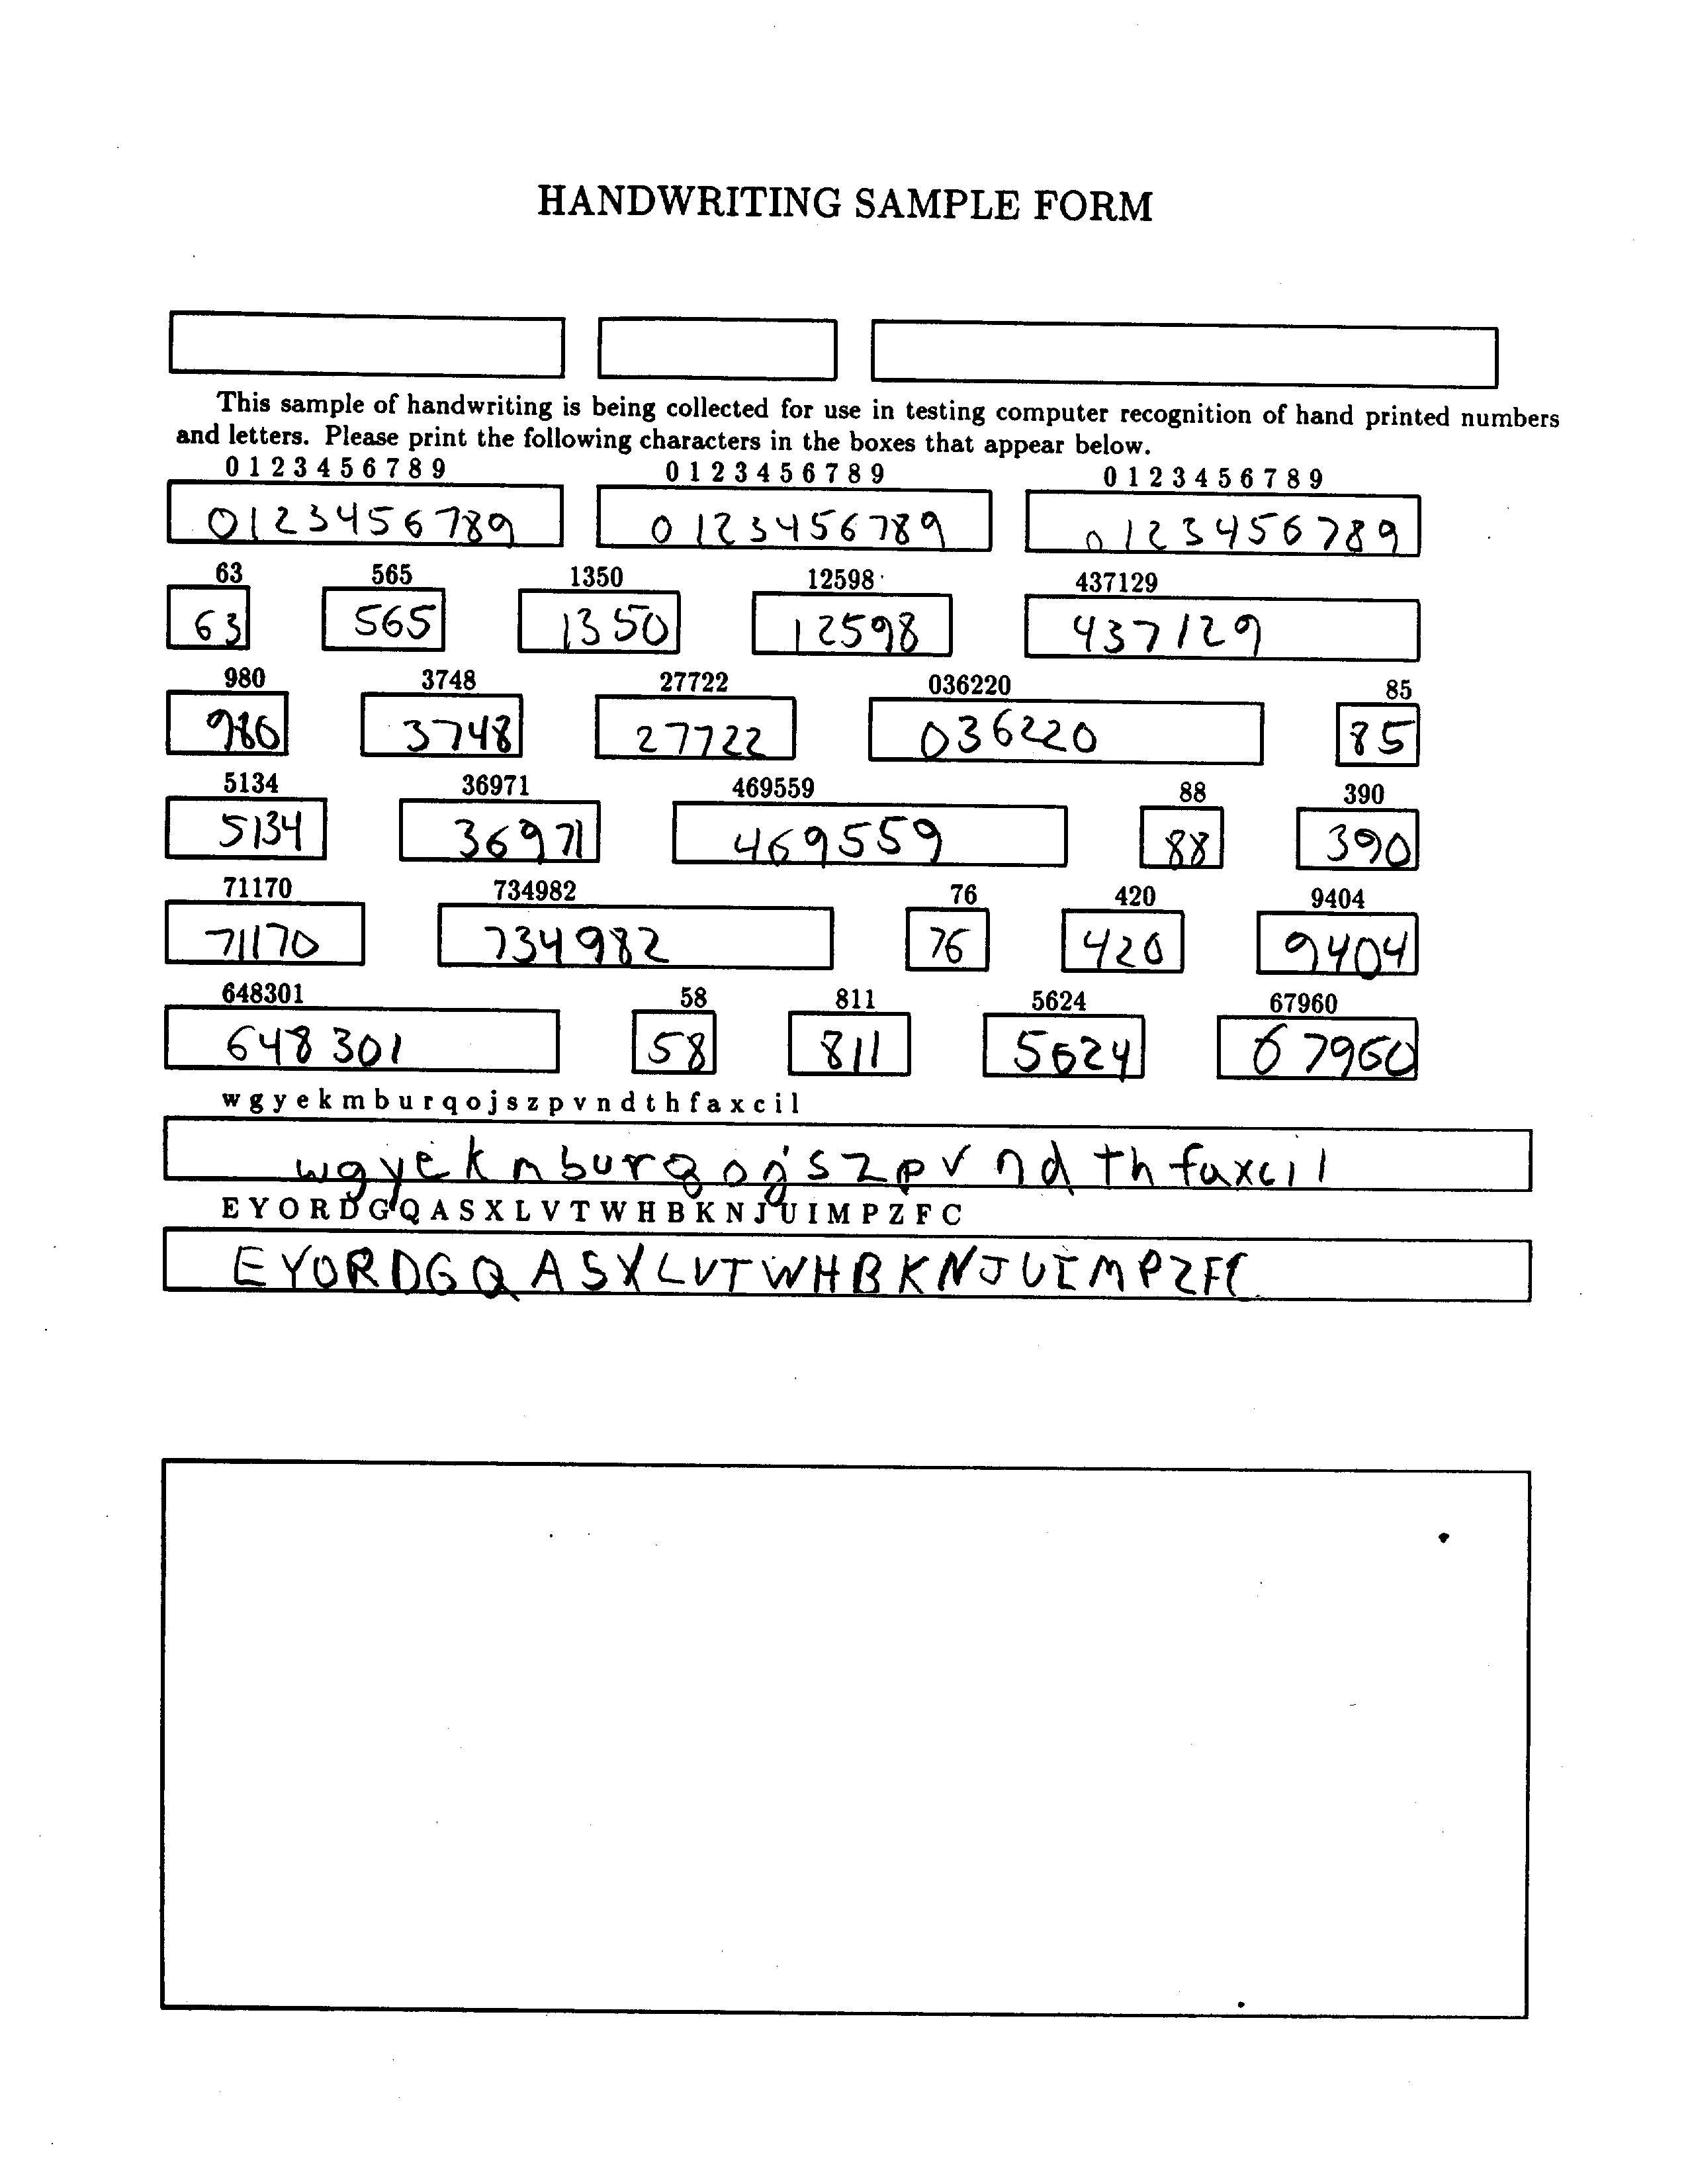 HANDWRITING SAMPLE FORM
This sample of handwriting is being collected for use in testing computer recognition of hand printed numbers
and letters. Please print the following characters in the boxes that appear below.
0 1 2 3 4 5 6 7 8 9 0 1 2 3 4 5 6 7 8 9 0 1 2 3 4 5 6 7 8 9
0123456789 0123456789 0123456789
63 565 1350 12598 437129
63 565 1350 12598 437129
980 3748 27722 036220 85
980 3748 27722 036220 85
5134 36971 469559 88 390
5134 36971 469559 88 390
71170 734982 76 420 9404
71170 734982 76 420 9404
648301 58 811 5624 67960
648301 58 811 5624 67960
w g y e k m b u r q o j s z p v n d t h f a x c i l
w g y e k m b u r q o j s z p v n d t h f a x c i l
E Y O R D G Q A S X L V T W H B K N J U I M P Z F C
E Y O R D G Q A S X L V T W H B K N J U I M P Z F C